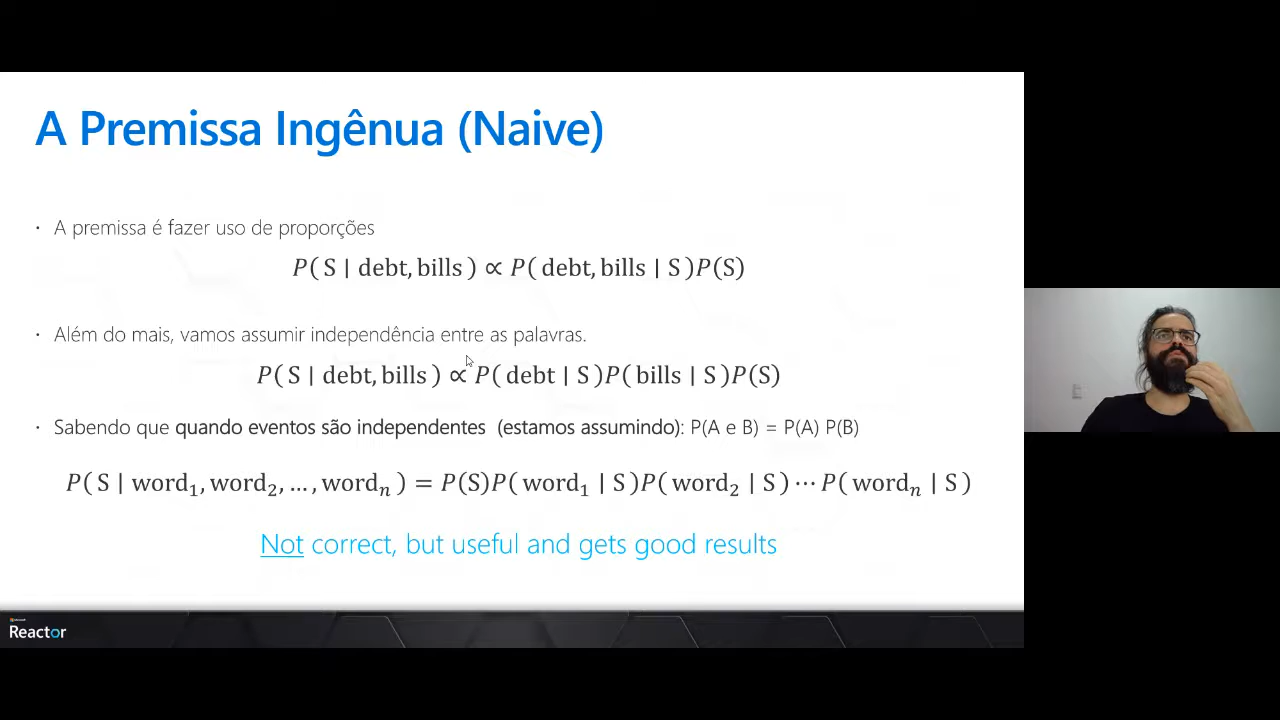 A Premissa Ingênua (Naive)
· A premissa é fazer uso de proporções
P( S | debt, bills ) ∝ P( debt, bills | S )P(S)
· Além do mais, vamos assumir independência entre as palavras.
P( S | debt, bills ) ∝ P( debt | S )P( bills | S )P(S)
· Sabendo que quando eventos são independentes (estamos assumindo): P(A e B) = P(A) P(B)
P( S | word₁, word₂, …, wordₙ ) = P(S)P( word₁ | S )P( word₂ | S ) ⋯ P( wordₙ | S )
Not correct, but useful and gets good results
Reactor